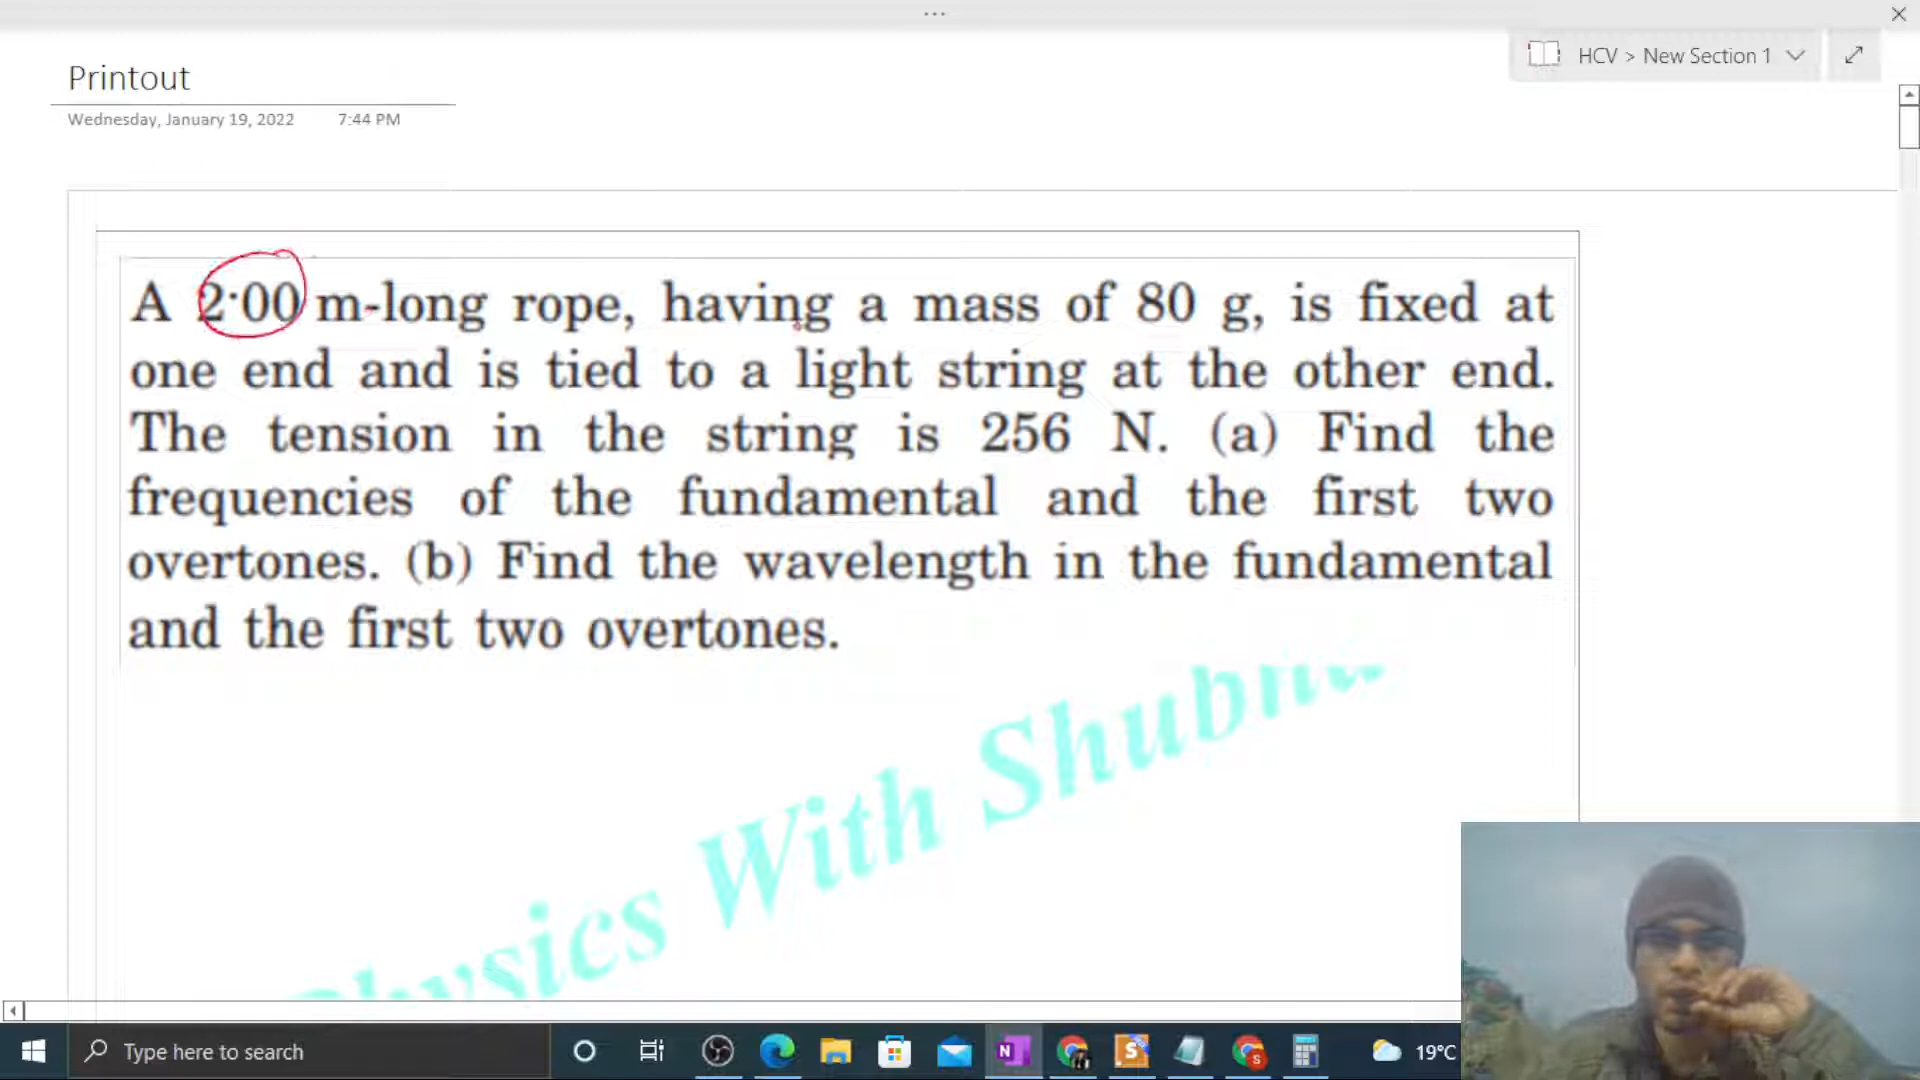 ...
HCV > New Section 1
Printout
Wednesday, January 19, 2022 7:44 PM
A 2·00 m-long rope, having a mass of 80 g, is fixed at
one end and is tied to a light string at the other end.
The tension in the string is 256 N. (a) Find the
frequencies of the fundamental and the first two
overtones. (b) Find the wavelength in the fundamental
and the first two overtones.
With
Type here to search
19°C